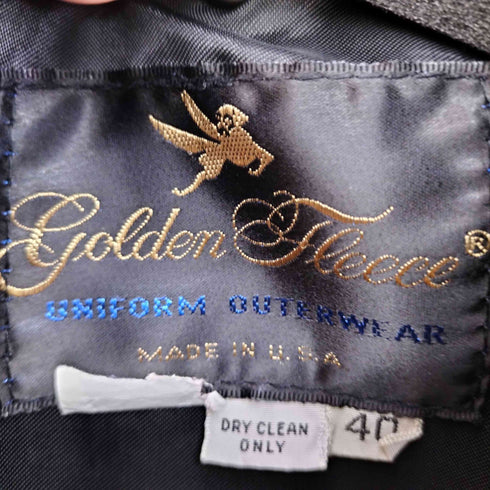 Golden Fleece®
UNIFORM OUTERWEAR
MADE IN U.S.A
DRY CLEAN
ONLY
40